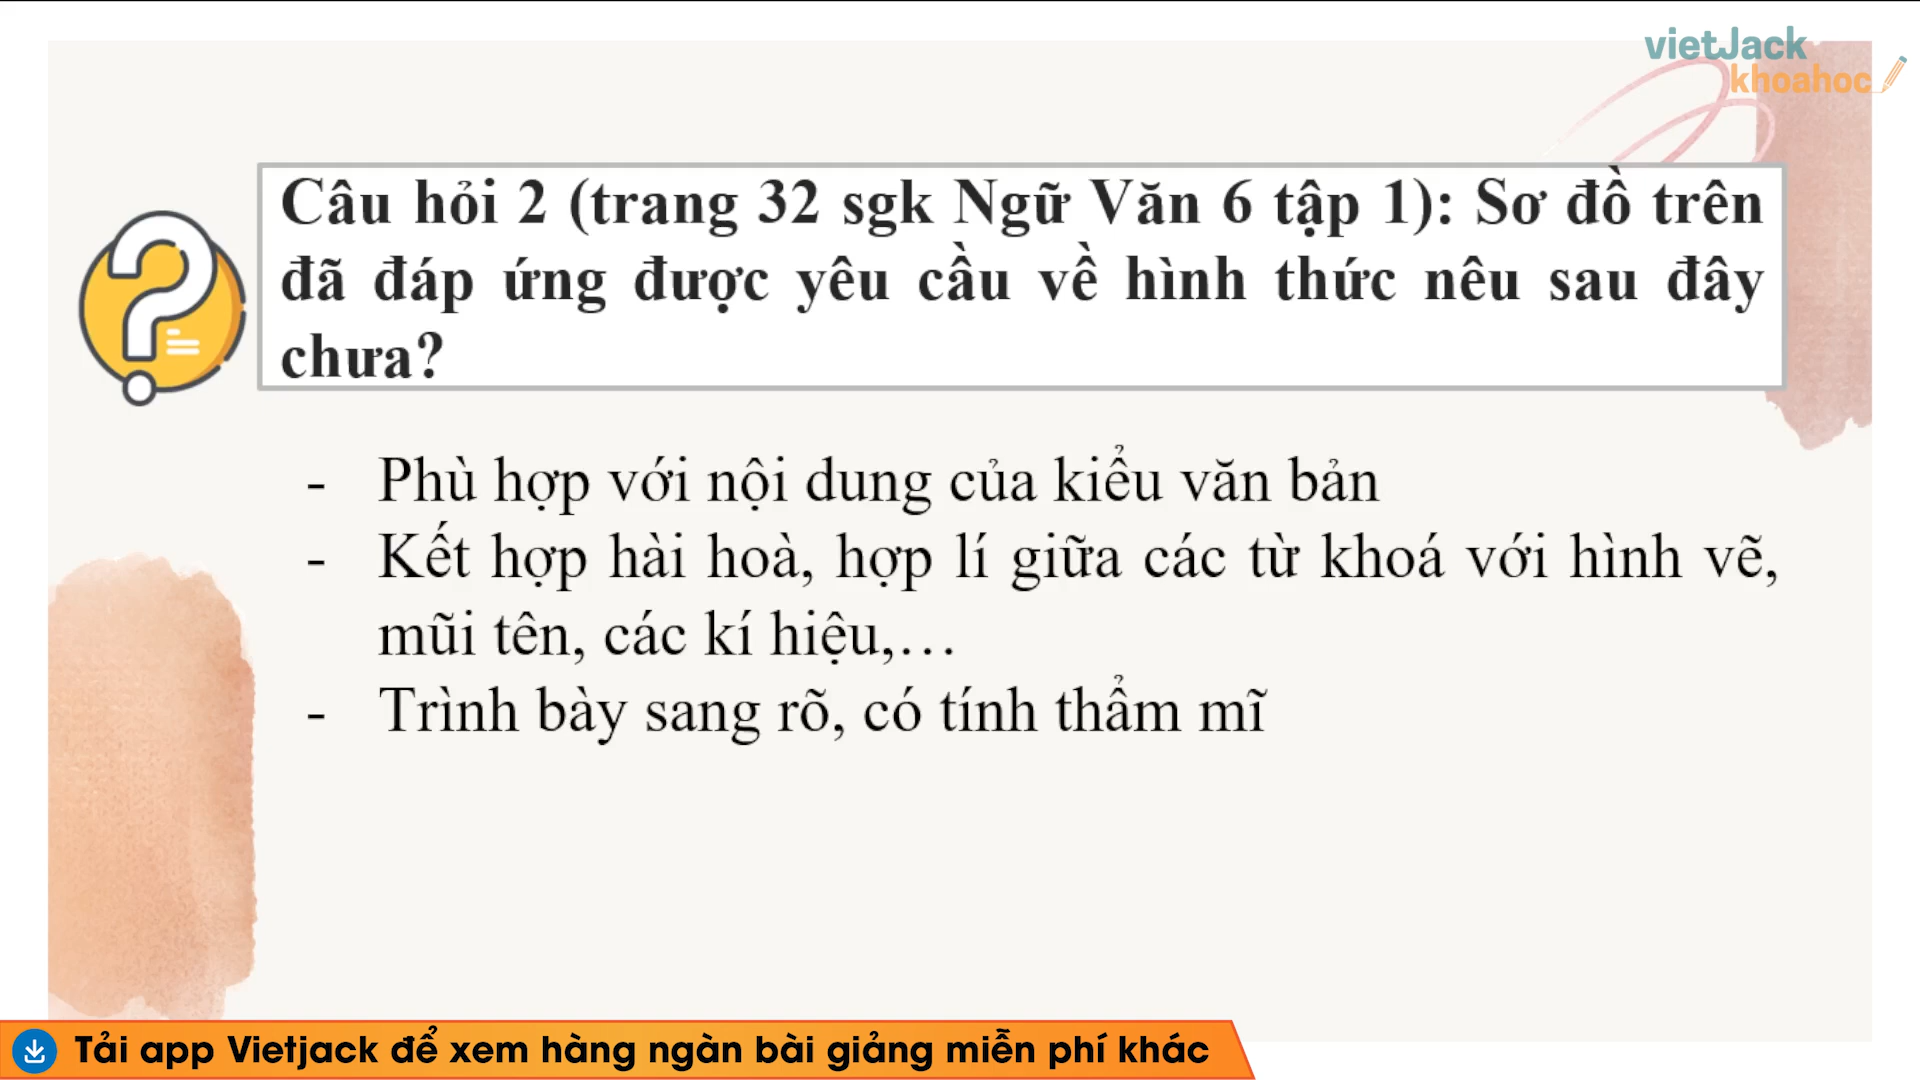 vietJack
khoahoc
Câu hỏi 2 (trang 32 sgk Ngữ Văn 6 tập 1): Sơ đồ trên
đã đáp ứng được yêu cầu về hình thức nêu sau đây
chưa?
- Phù hợp với nội dung của kiểu văn bản
- Kết hợp hài hoà, hợp lí giữa các từ khoá với hình vẽ,
mũi tên, các kí hiệu,…
- Trình bày sang rõ, có tính thẩm mĩ
Tải app Vietjack để xem hàng ngàn bài giảng miễn phí khác